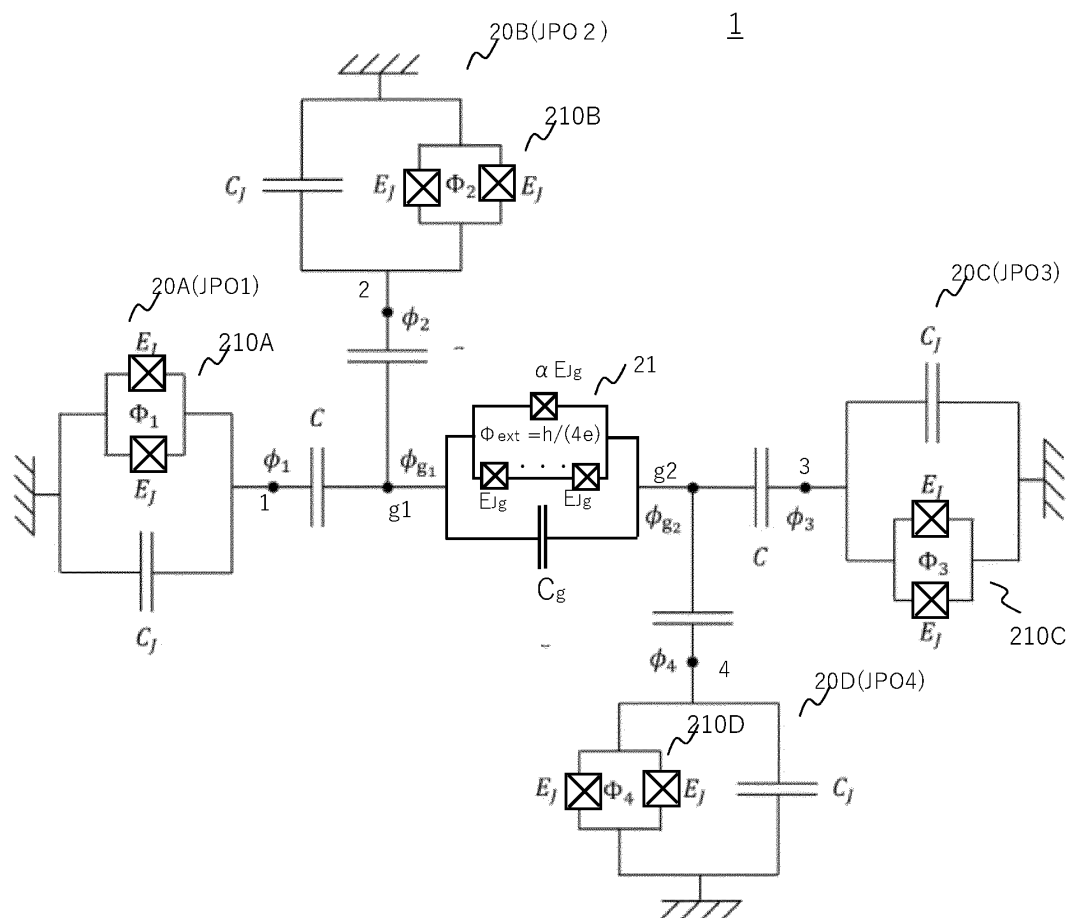 1
20B(JPO 2)
210B
C_J
E_J
Φ_2
E_J
2
ϕ_2
20A(JPO1)
E_J
210A
Φ_1
E_J
C_J
ϕ_1
1
C
ϕ_g1
g1
α E_Jg
21
Φ_ext =h/(4e)
· · ·
E_Jg
E_Jg
C_g
g2
ϕ_g2
C
3
ϕ_3
20C(JPO3)
C_J
E_J
Φ_3
E_J
210C
ϕ_4
4
20D(JPO4)
210D
E_J
Φ_4
E_J
C_J